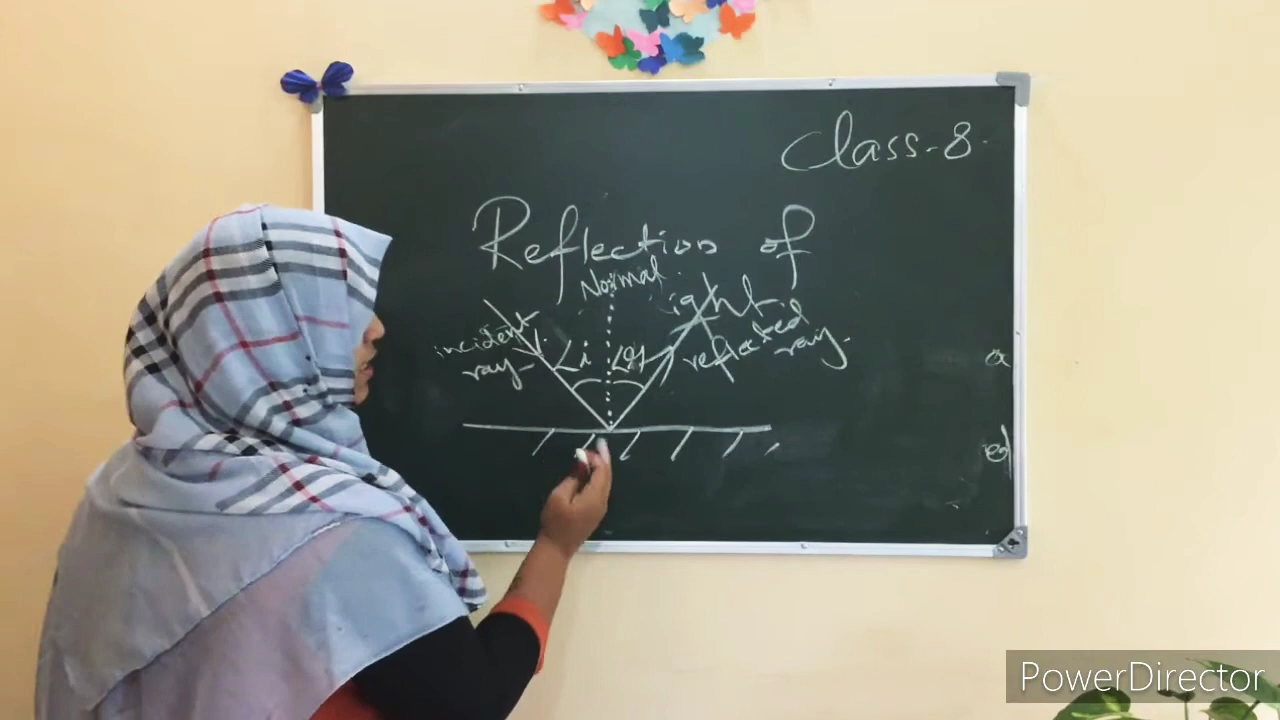 Class-8.
Reflection of
Light
Normal
incident
ray
∠i
∠r
reflected
ray.
PowerDirector